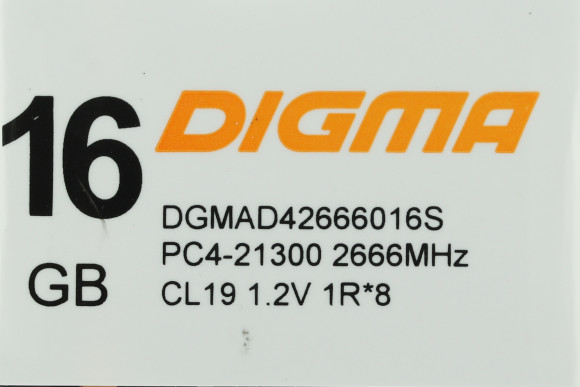 16 GB
DIGMA
DGMAD42666016S
PC4-21300 2666MHz
CL19 1.2V 1R*8